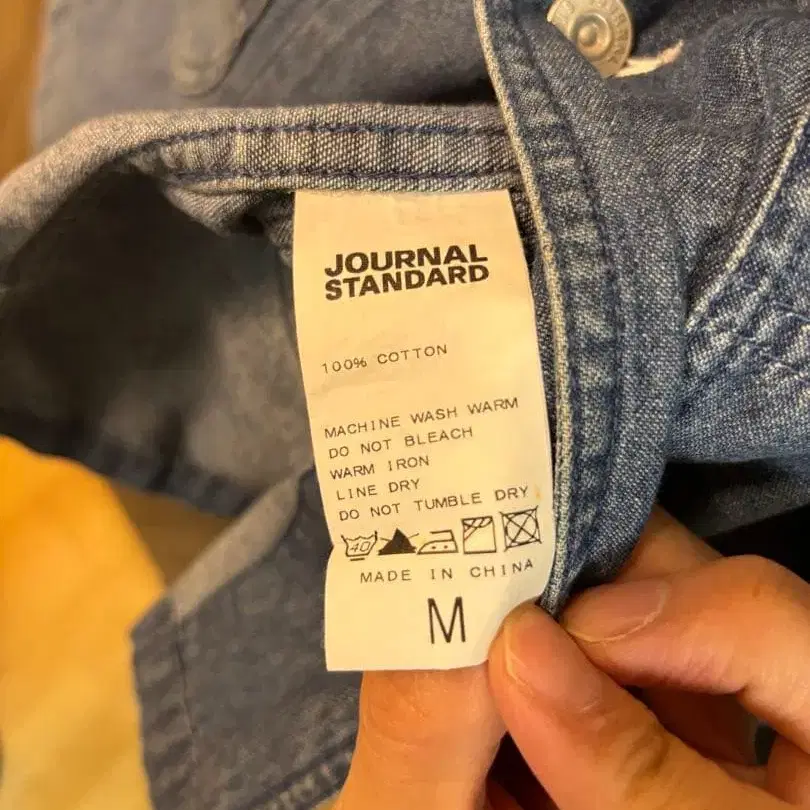 JOURNAL
STANDARD
100% COTTON
MACHINE WASH WARM
DO NOT BLEACH
WARM IRON
LINE DRY
DO NOT TUMBLE DRY
40
MADE IN CHINA
M